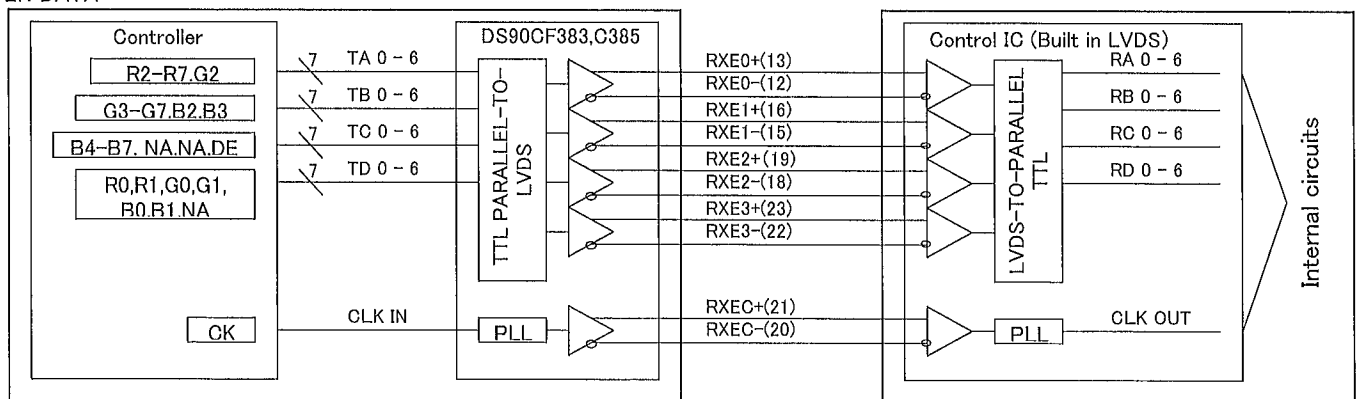 Controller
R2-R7.G2
G3-G7.B2.B3
B4-B7. NA.NA.DE
R0,R1,G0,G1,
B0.B1.NA
CK
7
TA 0 - 6
7
TB 0 - 6
7
TC 0 - 6
7
TD 0 - 6
CLK IN
DS90CF383,C385
TTL PARALLEL-TO-
LVDS
PLL
RXE0+(13)
RXE0-(12)
RXE1+(16)
RXE1-(15)
RXE2+(19)
RXE2-(18)
RXE3+(23)
RXE3-(22)
RXEC+(21)
RXEC-(20)
Control IC (Built in LVDS)
LVDS-TO-PARALLEL
TTL
PLL
RA 0 - 6
RB 0 - 6
RC 0 - 6
RD 0 - 6
CLK OUT
Internal circuits